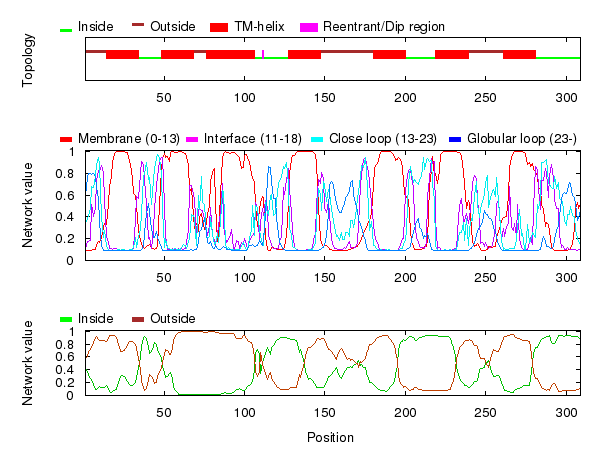 Inside Outside TM-helix Reentrant/Dip region
Topology
50 100 150 200 250 300
Membrane (0-13) Interface (11-18) Close loop (13-23) Globular loop (23-)
Network value
1
0.8
0.6
0.4
0.2
0
50 100 150 200 250 300
Inside Outside
Network value
1
0.8
0.6
0.4
0.2
0
50 100 150 200 250 300
Position